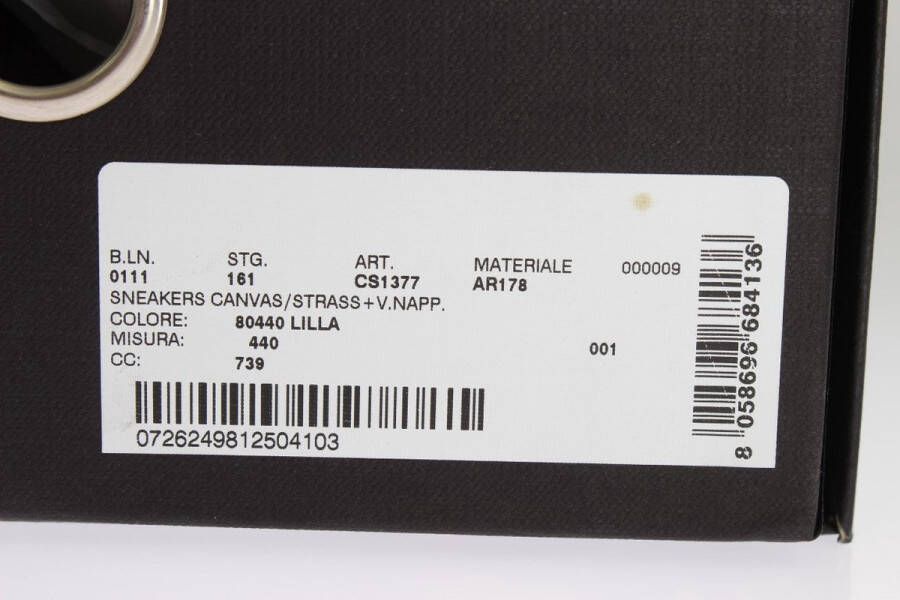 B.LN. STG. ART. MATERIALE 000009
0111 161 CS1377 AR178
SNEAKERS CANVAS/STRASS+V.NAPP.
COLORE: 80440 LILLA
MISURA: 440 001
CC: 739
0726249812504103
8 058696 684136